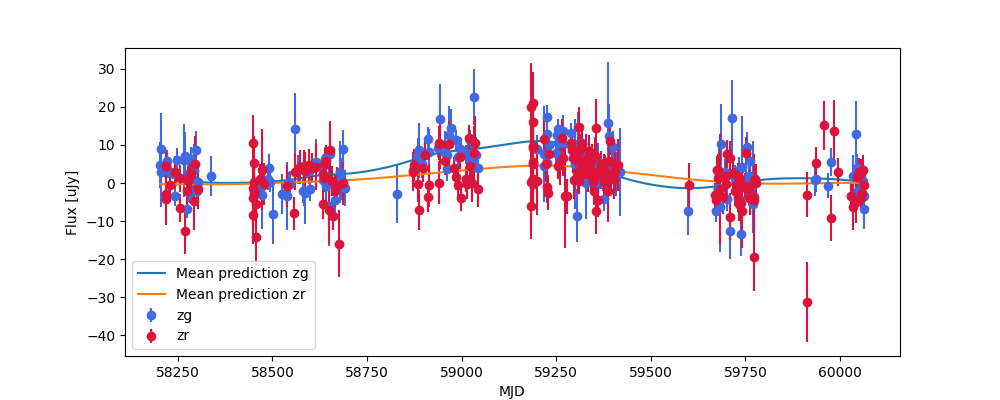 30
20
10
0
−10
−20
−30
−40
Flux [uJy]
Mean prediction zg
Mean prediction zr
zg
zr
58250 58500 58750 59000 59250 59500 59750 60000
MJD